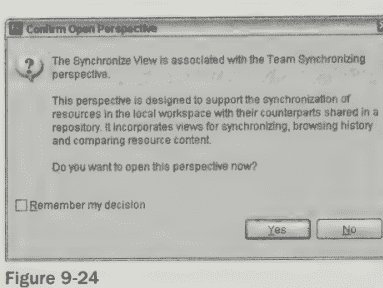 Confirm Open Perspective
The Synchronize View is associated with the Team Synchronizing
perspective.
This perspective is designed to support the synchronization of
resources in the local workspace with their counterparts shared in a
repository. It incorporates views for synchronizing, browsing history
and comparing resource content.
Do you want to open this perspective now?
Remember my decision
Yes No
Figure 9-24